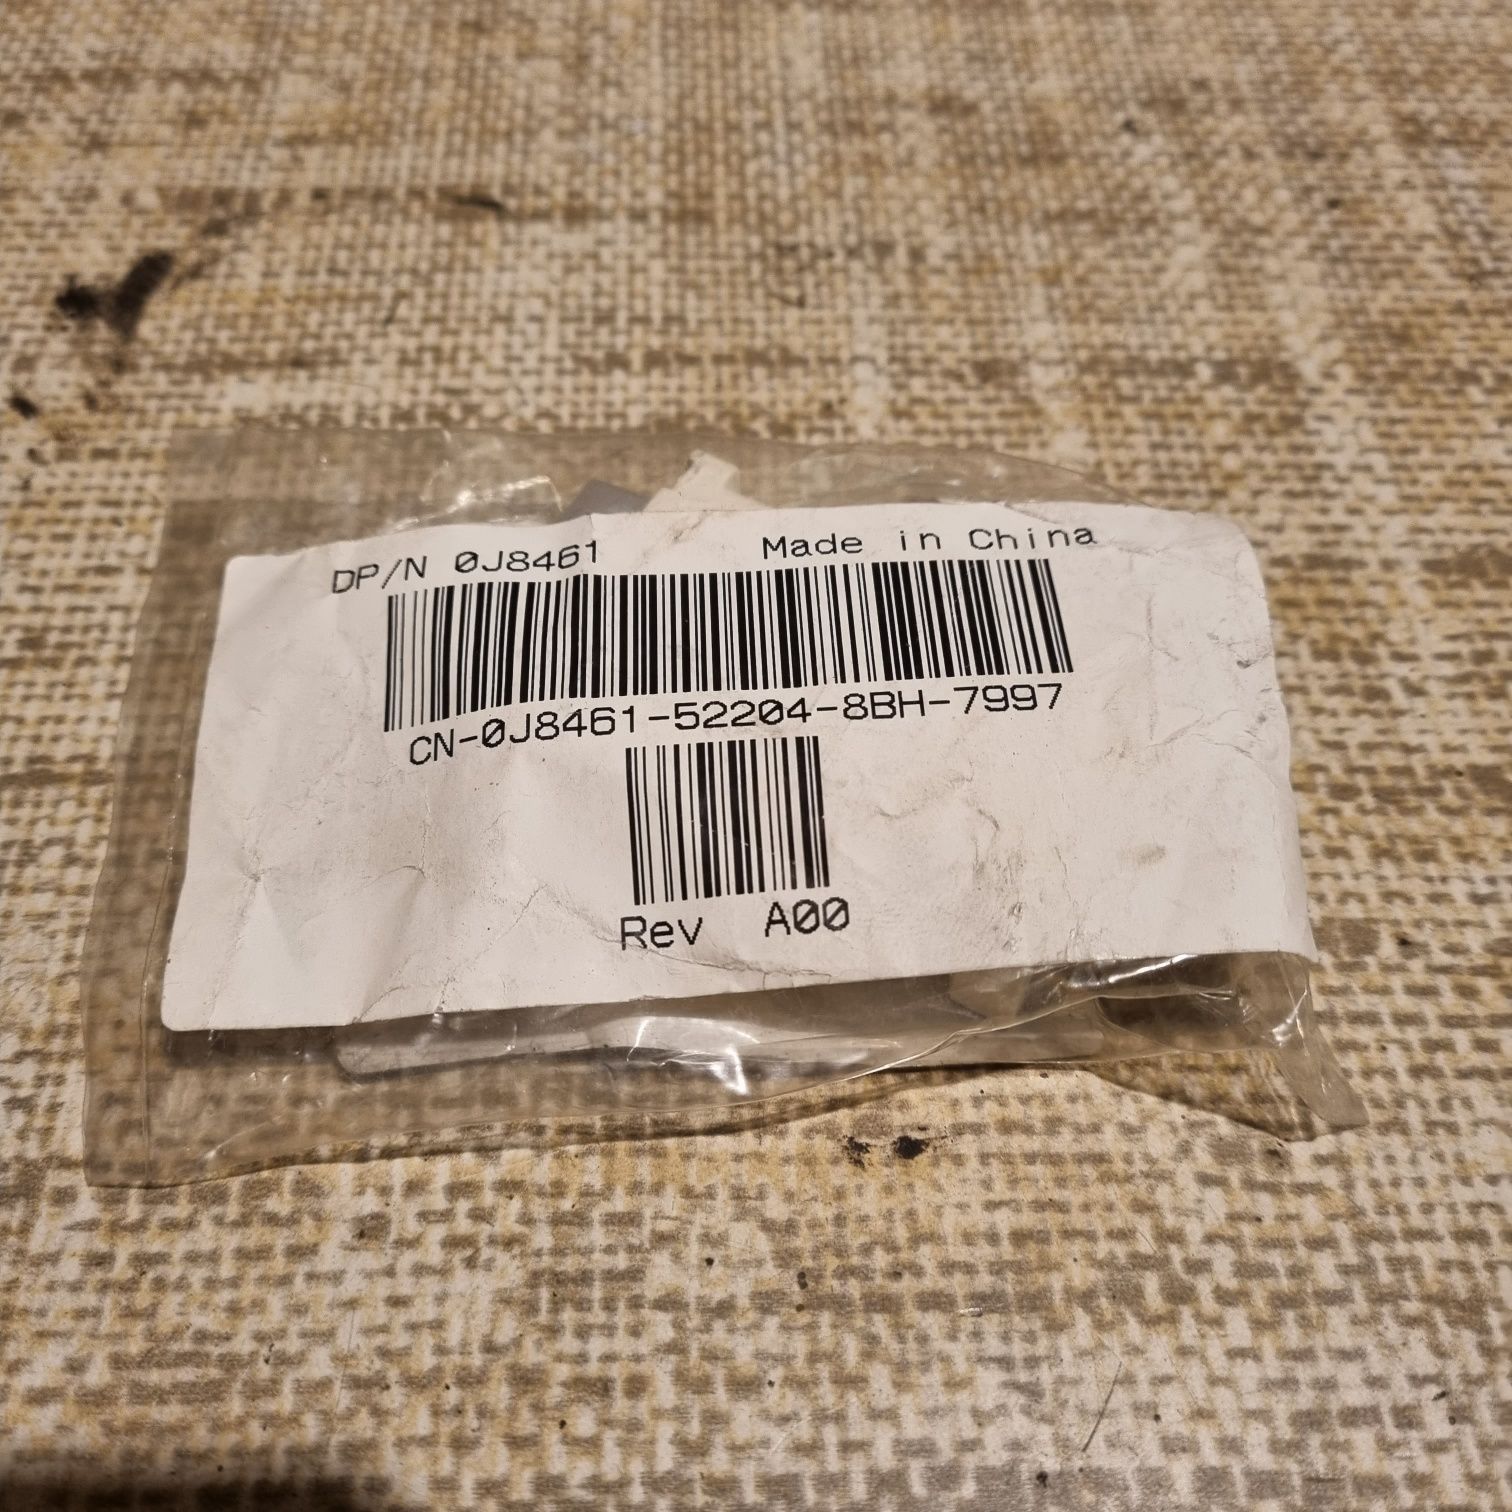 DP/N 0J8461 Made in China
CN-0J8461-52204-8BH-7997
Rev A00